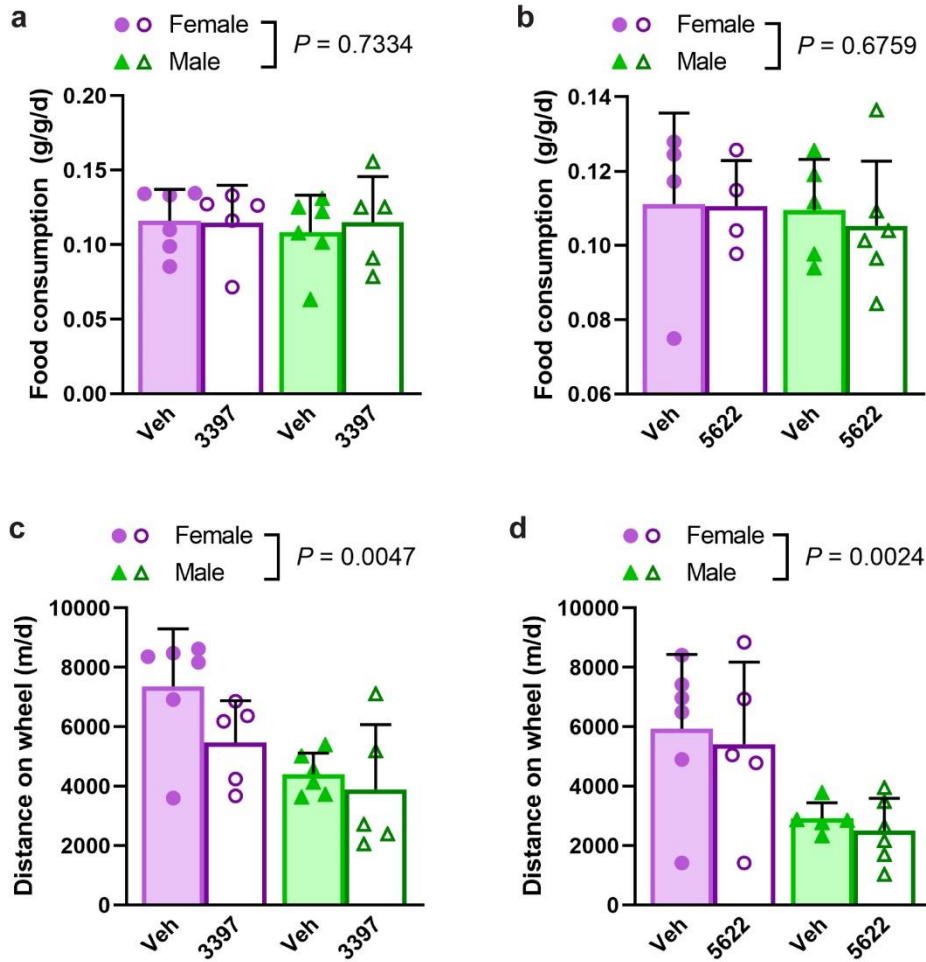 a
Female
Male
P = 0.7334
Food consumption (g/g/d)
0.20
0.15
0.10
0.05
0.00
Veh
3397
Veh
3397
b
Female
Male
P = 0.6759
Food consumption (g/g/d)
0.14
0.12
0.10
0.08
0.06
Veh
5622
Veh
5622
c
Female
Male
P = 0.0047
Distance on wheel (m/d)
10000
8000
6000
4000
2000
0
Veh
3397
Veh
3397
d
Female
Male
P = 0.0024
Distance on wheel (m/d)
10000
8000
6000
4000
2000
0
Veh
5622
Veh
5622